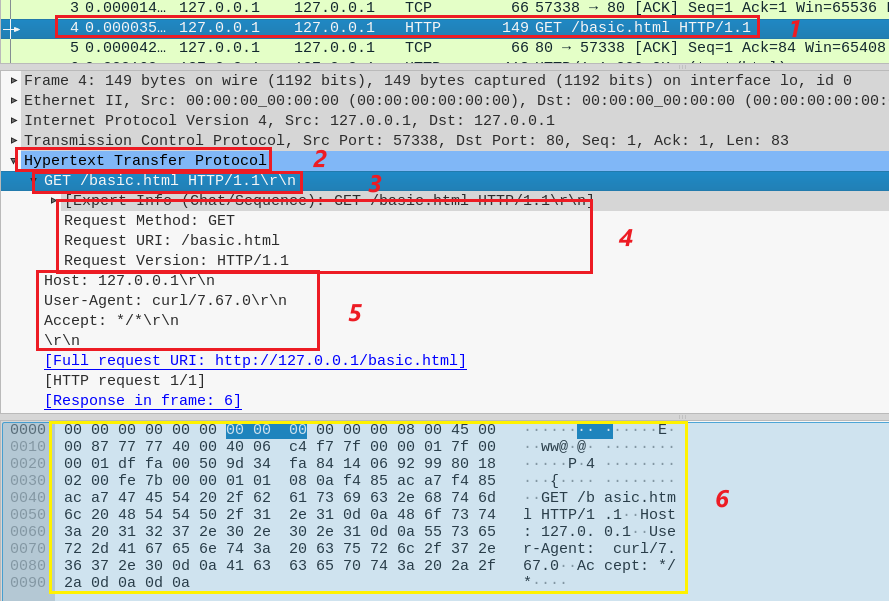 3 0.000014… 127.0.0.1 127.0.0.1 TCP 66 57338 → 80 [ACK] Seq=1 Ack=1 Win=65536
4 0.000035… 127.0.0.1 127.0.0.1 HTTP 149 GET /basic.html HTTP/1.1 1
5 0.000042… 127.0.0.1 127.0.0.1 TCP 66 80 → 57338 [ACK] Seq=1 Ack=84 Win=65408
Frame 4: 149 bytes on wire (1192 bits), 149 bytes captured (1192 bits) on interface lo, id 0
Ethernet II, Src: 00:00:00_00:00:00 (00:00:00:00:00:00), Dst: 00:00:00_00:00:00 (00:00:00:00:00:
Internet Protocol Version 4, Src: 127.0.0.1, Dst: 127.0.0.1
Transmission Control Protocol, Src Port: 57338, Dst Port: 80, Seq: 1, Ack: 1, Len: 83
Hypertext Transfer Protocol 2
GET /basic.html HTTP/1.1\r\n 3
[Expert Info (Chat/Sequence): GET /basic.html HTTP/1.1\r\n]
Request Method: GET
Request URI: /basic.html 4
Request Version: HTTP/1.1
Host: 127.0.0.1\r\n
User-Agent: curl/7.67.0\r\n
Accept: */*\r\n 5
\r\n
[Full request URI: http://127.0.0.1/basic.html]
[HTTP request 1/1]
[Response in frame: 6]
0000 00 00 00 00 00 00 00 00 00 00 00 00 08 00 45 00 ········ ······E·
0010 00 87 77 77 40 00 40 06 c4 f7 7f 00 00 01 7f 00 ··ww@·@· ········
0020 00 01 df fa 00 50 9d 34 fa 84 14 06 92 99 80 18 ·····P·4 ········
0030 02 00 fe 7b 00 00 01 01 08 0a f4 85 ac a7 f4 85 ···{···· ········
0040 ac a7 47 45 54 20 2f 62 61 73 69 63 2e 68 74 6d ··GET /b asic.htm
0050 6c 20 48 54 54 50 2f 31 2e 31 0d 0a 48 6f 73 74 l HTTP/1 .1··Host
0060 3a 20 31 32 37 2e 30 2e 30 2e 31 0d 0a 55 73 65 : 127.0. 0.1··Use
0070 72 2d 41 67 65 6e 74 3a 20 63 75 72 6c 2f 37 2e r-Agent:  curl/7.
0080 36 37 2e 30 0d 0a 41 63 63 65 70 74 3a 20 2a 2f 67.0··Ac cept: */
0090 2a 0d 0a 0d 0a *····
6